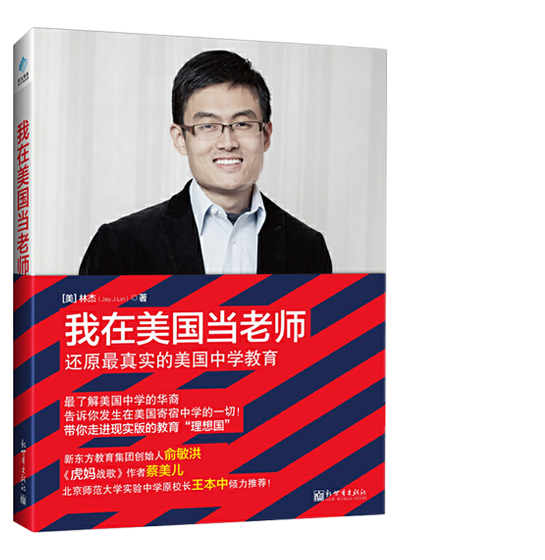 我在美国当老师
[美] 林杰（Jay.J.Lin）◎著
我在美国当老师
还原最真实的美国中学教育
最了解美国中学的华裔
告诉你发生在美国寄宿中学的一切！
带你走进现实版的教育“理想国”
新东方教育集团创始人俞敏洪
《虎妈战歌》作者蔡美儿
北京师范大学实验中学原校长王本中倾力推荐！
新世界出版社
新世界出版社